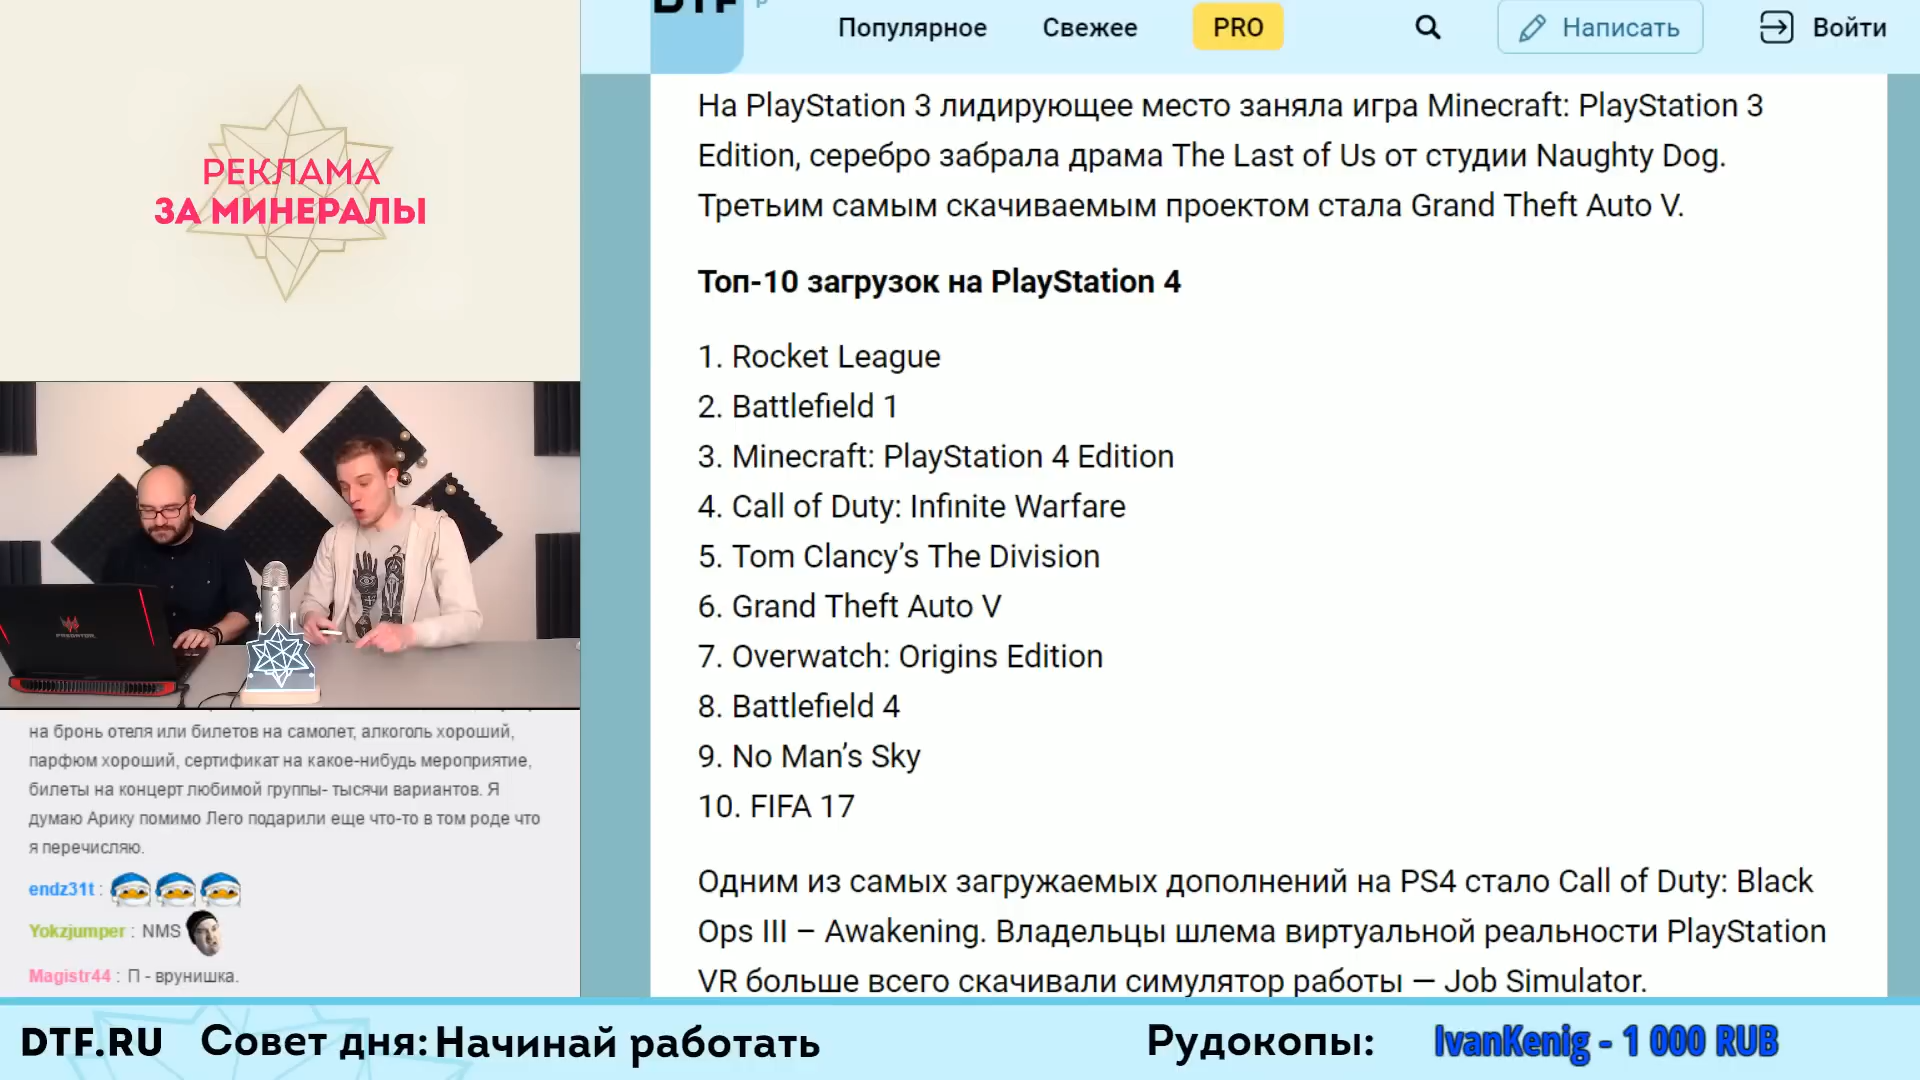 РЕКЛАМА
ЗА МИНЕРАЛЫ
PREDATOR
на бронь отеля или билетов на самолет, алкоголь хороший,
парфюм хороший, сертификат на какое-нибудь мероприятие,
билеты на концерт любимой группы- тысячи вариантов. Я
думаю Арику помимо Лего подарили еще что-то в том роде что
я перечисляю.
endz31t :
Yokzjumper : NMS
Magistr44 : П - врунишка.
DTF
Популярное Свежее PRO Написать Войти
На PlayStation 3 лидирующее место заняла игра Minecraft: PlayStation 3
Edition, серебро забрала драма The Last of Us от студии Naughty Dog.
Третьим самым скачиваемым проектом стала Grand Theft Auto V.
Топ-10 загрузок на PlayStation 4
1. Rocket League
2. Battlefield 1
3. Minecraft: PlayStation 4 Edition
4. Call of Duty: Infinite Warfare
5. Tom Clancy’s The Division
6. Grand Theft Auto V
7. Overwatch: Origins Edition
8. Battlefield 4
9. No Man’s Sky
10. FIFA 17
Одним из самых загружаемых дополнений на PS4 стало Call of Duty: Black
Ops III – Awakening. Владельцы шлема виртуальной реальности PlayStation
VR больше всего скачивали симулятор работы — Job Simulator.
DTF.RU Совет дня: Начинай работать Рудокопы: IvanKenig - 1 000 RUB